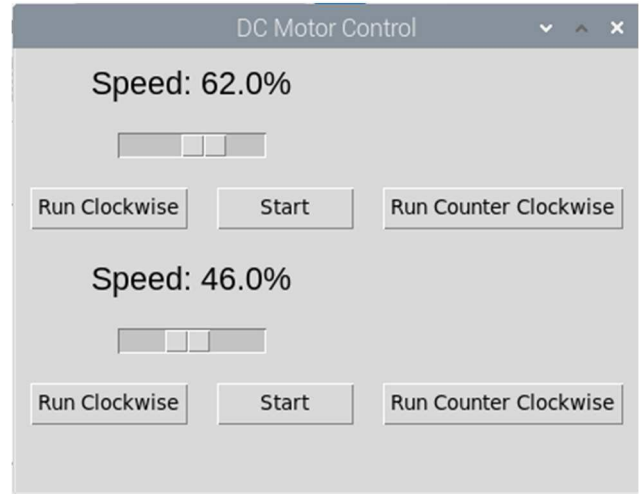 DC Motor Control
Speed: 62.0%
Run Clockwise Start Run Counter Clockwise
Speed: 46.0%
Run Clockwise Start Run Counter Clockwise